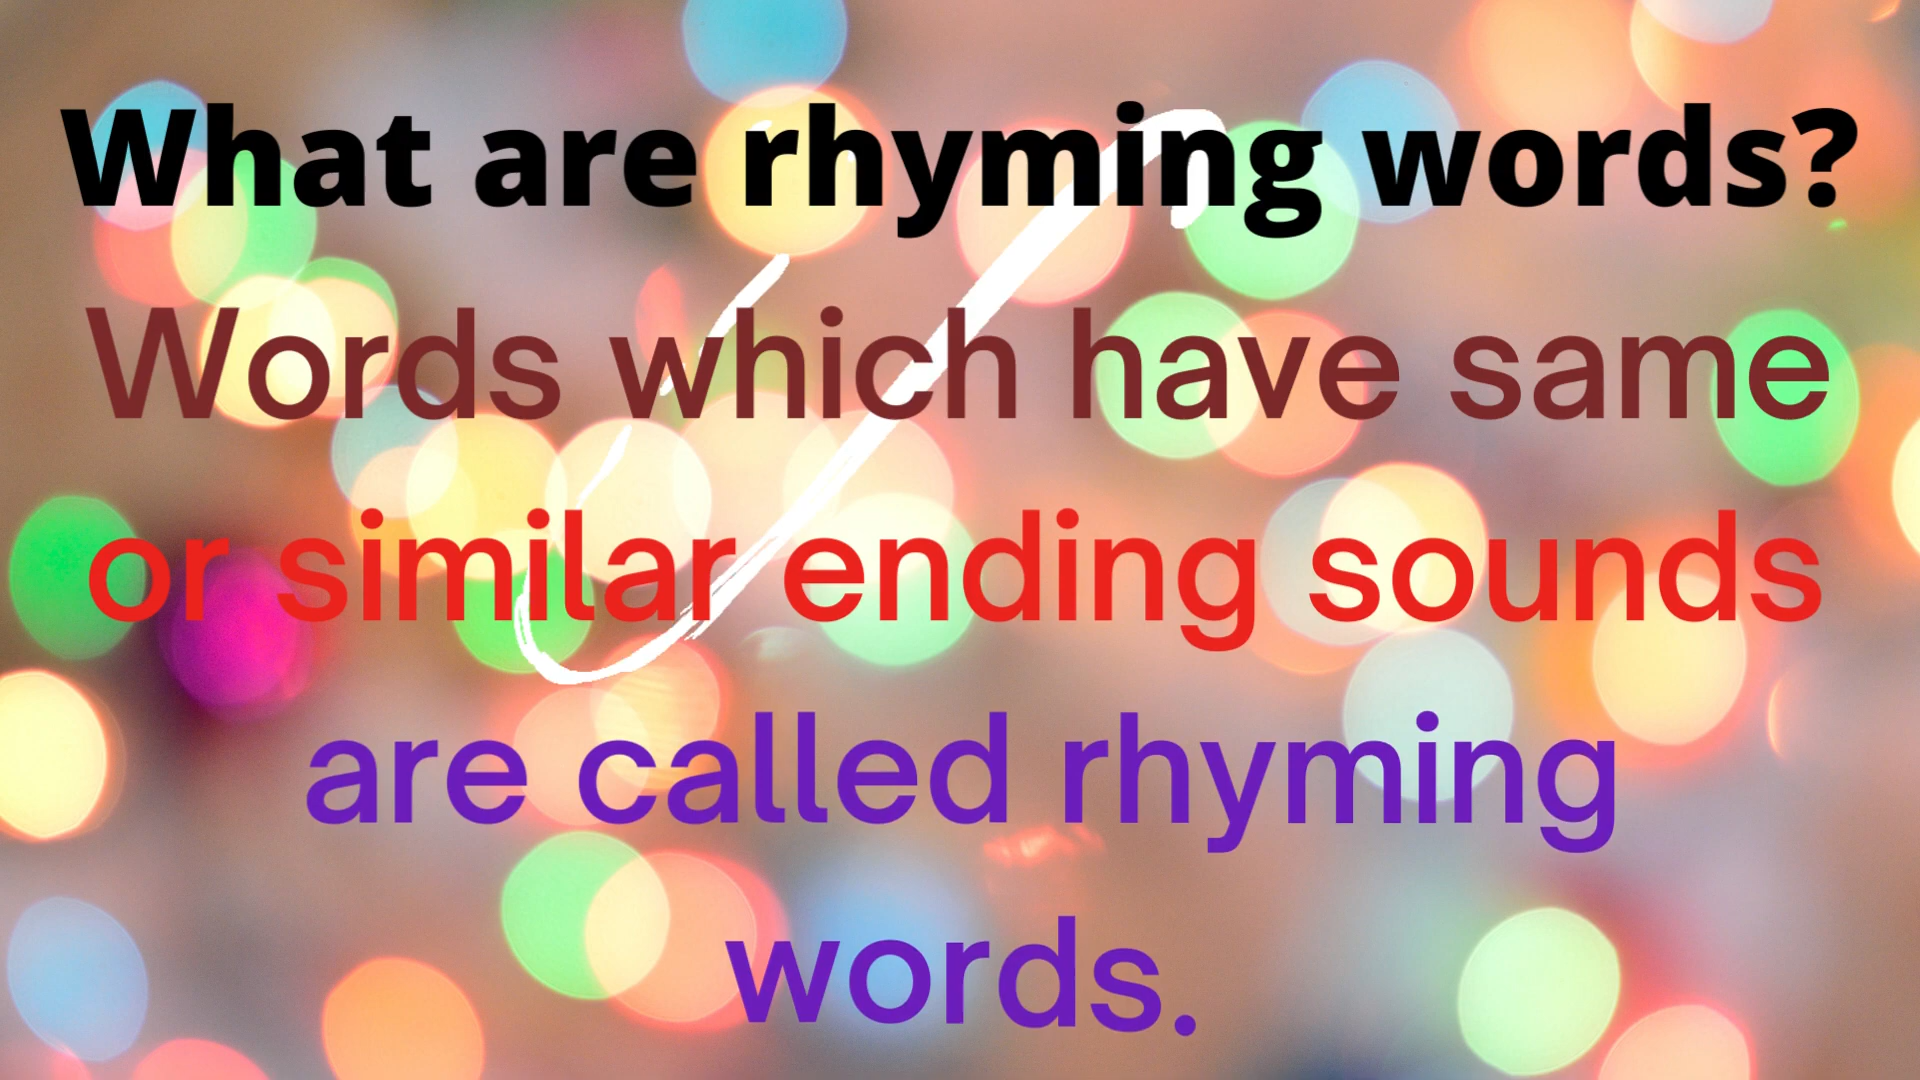 What are rhyming words?
Words which have same
or similar ending sounds
are called rhyming
words.